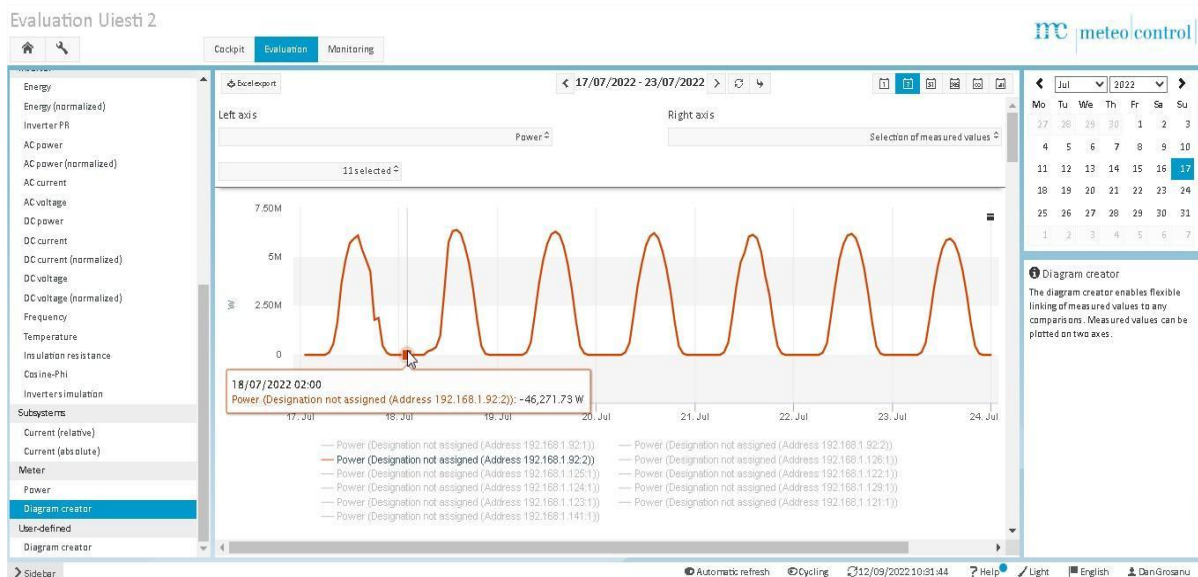 Evaluation Uiesti 2
mc meteo control
Cockpit Evaluation Monitoring
Energy
Energy (normalized)
Inverter PR
AC power
AC power (normalized)
AC current
AC voltage
DC power
DC current
DC current (normalized)
DC voltage
DC voltage (normalized)
Frequency
Temperature
Insulation resistance
Cosine-Phi
Inverter simulation
Subsystems
Current (relative)
Current (absolute)
Meter
Power
Diagram creator
User-defined
Diagram creator
Sidebar
Excel export
17/07/2022 - 23/07/2022
Left axis
Right axis
Power
Selection of measured values
11 selected
7.50M
5M
2.50M
0
W
18/07/2022 02:00
Power (Designation not assigned (Address 192.168.1.92:2)): -46,271.73 W
17. Jul 18. Jul 19. Jul 20. Jul 21. Jul 22. Jul 23. Jul 24. Jul
Power (Designation not assigned (Address 192.168.1.92:1)) Power (Designation not assigned (Address 192.168.1.92:2))
Power (Designation not assigned (Address 192.168.1.92:2)) Power (Designation not assigned (Address 192.168.1.126:1))
Power (Designation not assigned (Address 192.168.1.125:1)) Power (Designation not assigned (Address 192.168.1.122:1))
Power (Designation not assigned (Address 192.168.1.124:1)) Power (Designation not assigned (Address 192.168.1.129:1))
Power (Designation not assigned (Address 192.168.1.123:1)) Power (Designation not assigned (Address 192.168.1.121:1))
Power (Designation not assigned (Address 192.168.1.141:1))
Jul 2022
Mo Tu We Th Fr Sa Su
27 28 29 30 1 2 3
4 5 6 7 8 9 10
11 12 13 14 15 16 17
18 19 20 21 22 23 24
25 26 27 28 29 30 31
1 2 3 4 5 6 7
Diagram creator
The diagram creator enables flexible
linking of measured values to any
comparisons. Measured values can be
plotted on two axes.
Automatic refresh Cycling 12/09/2022 10:31:44 Help Light English Dan Grosanu